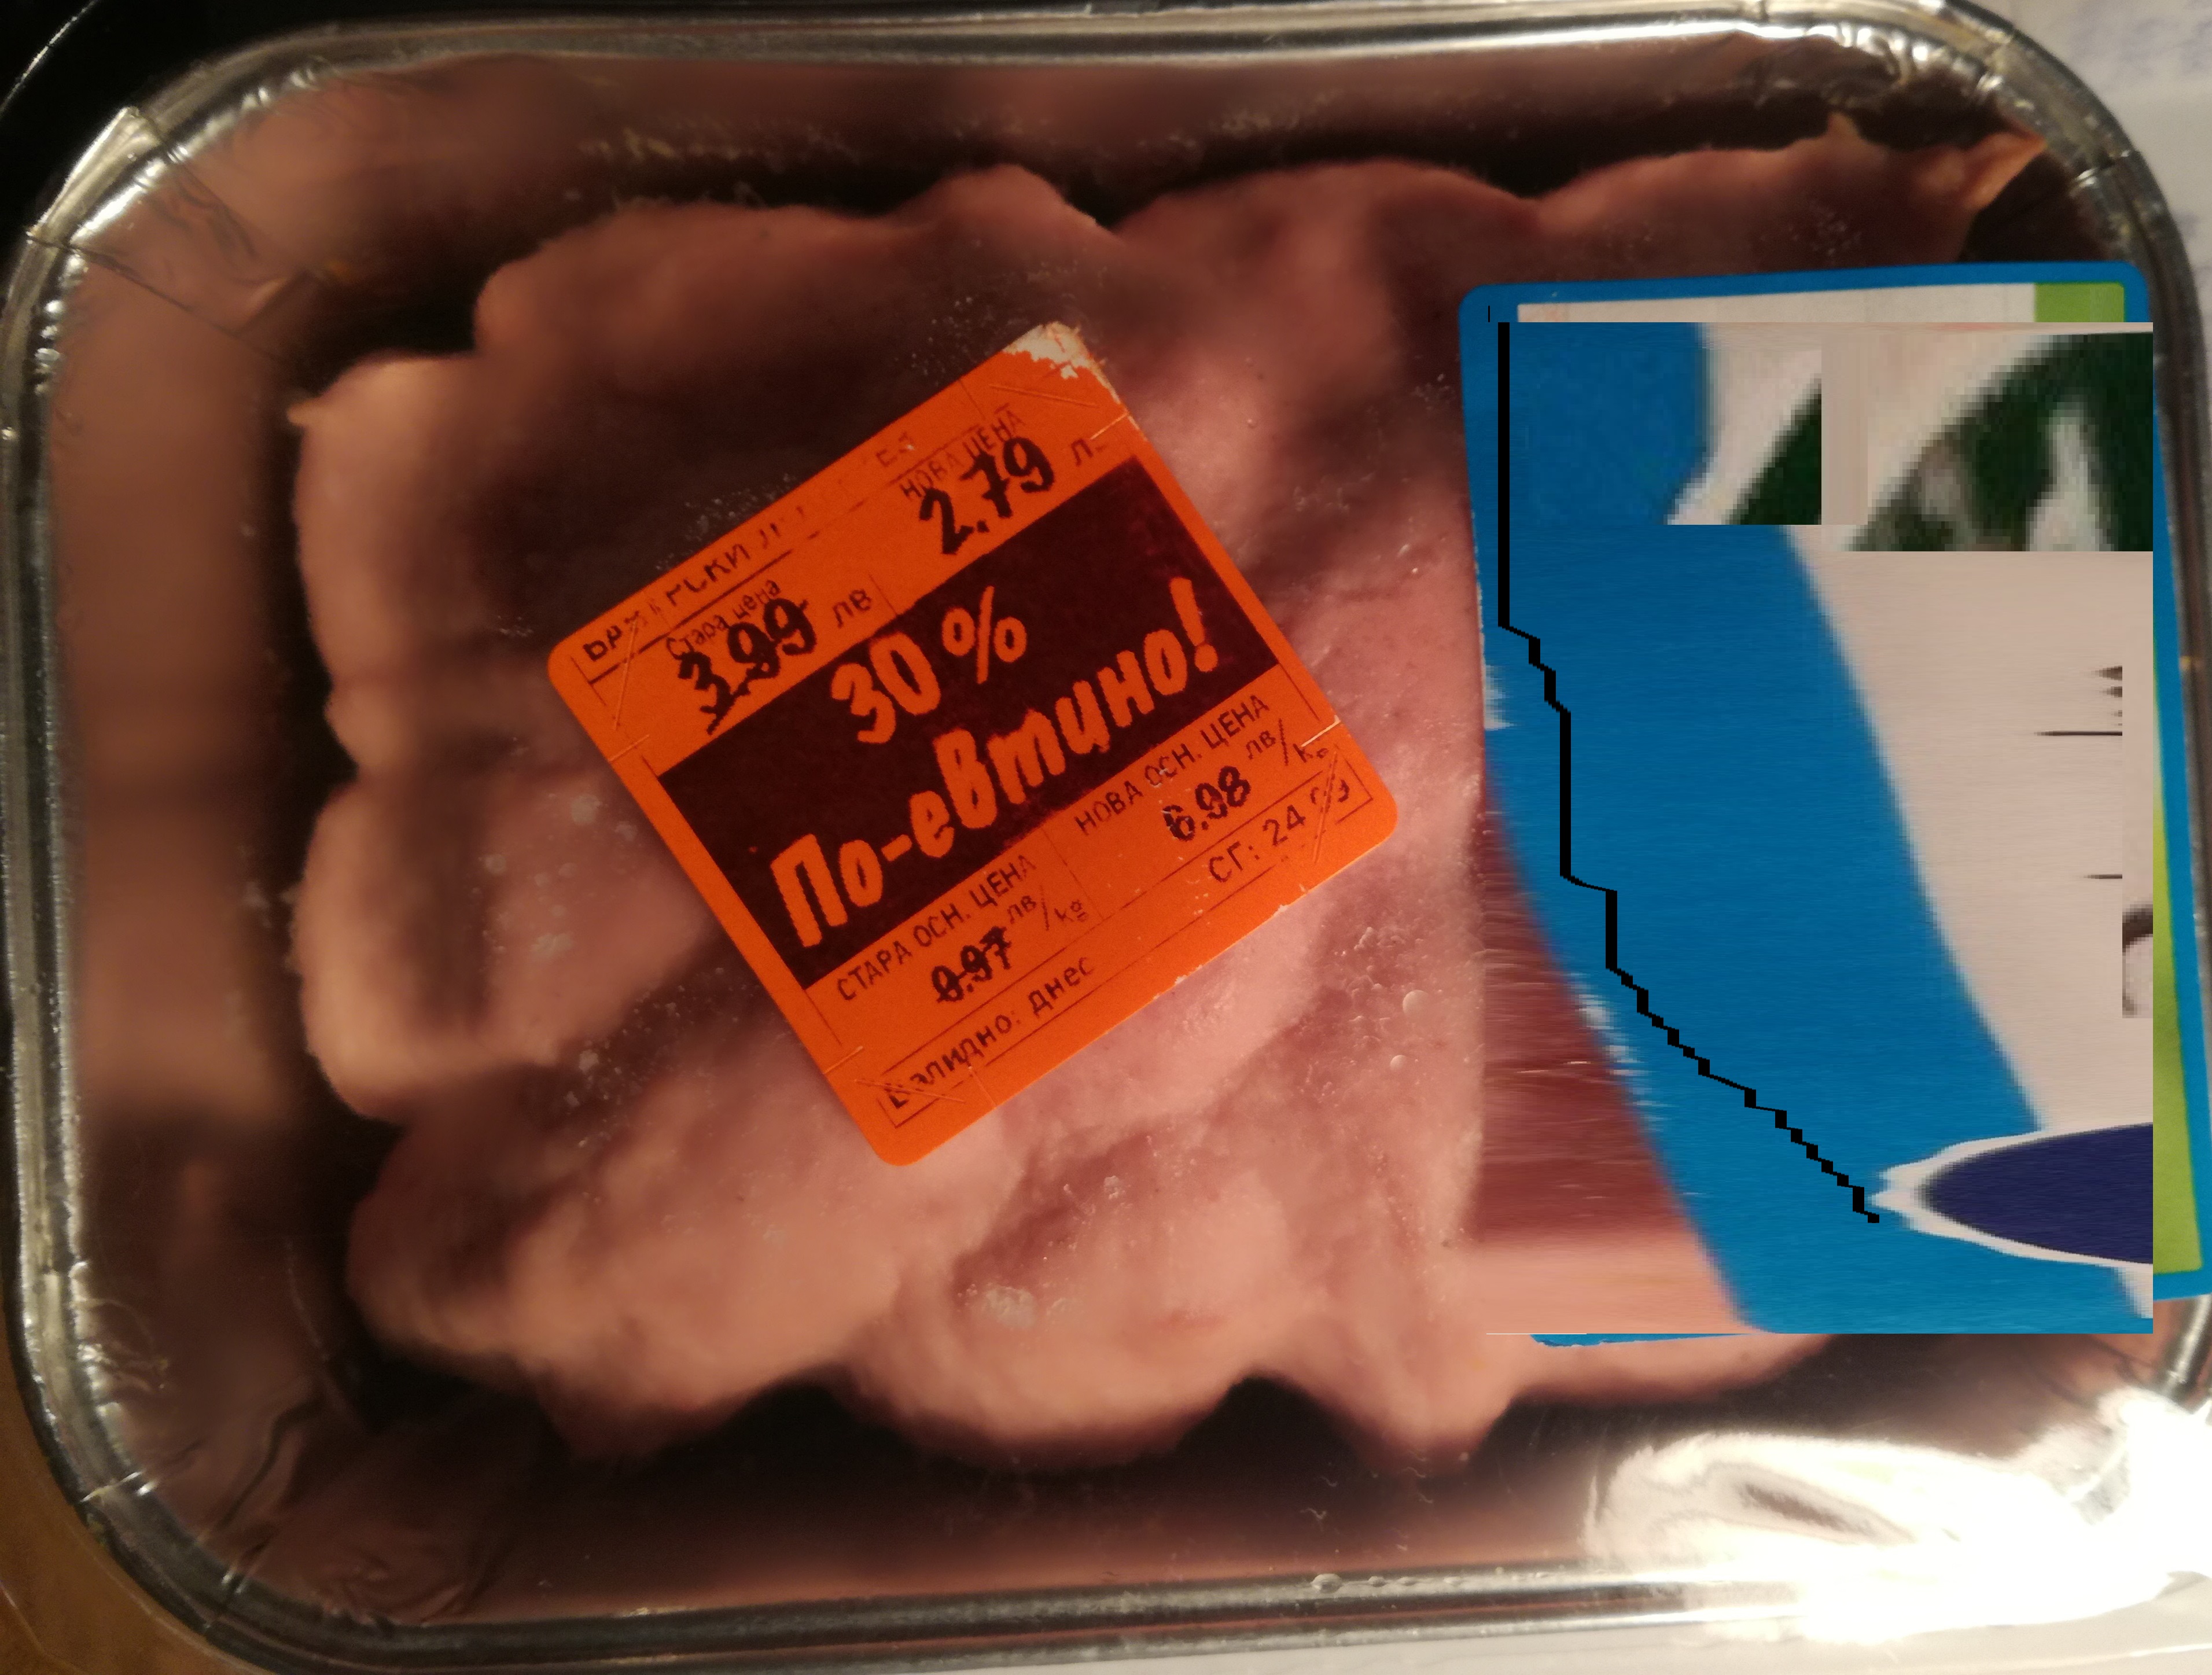 НОВА ЦЕНА
2.79
Стара цена
3.99 лв
30%
По-евтино!
НОВА ОСН. ЦЕНА
6.98 лв/kg
СТАРА ОСН. ЦЕНА
9.97 лв/kg
СГ: 24
Валидно: днес